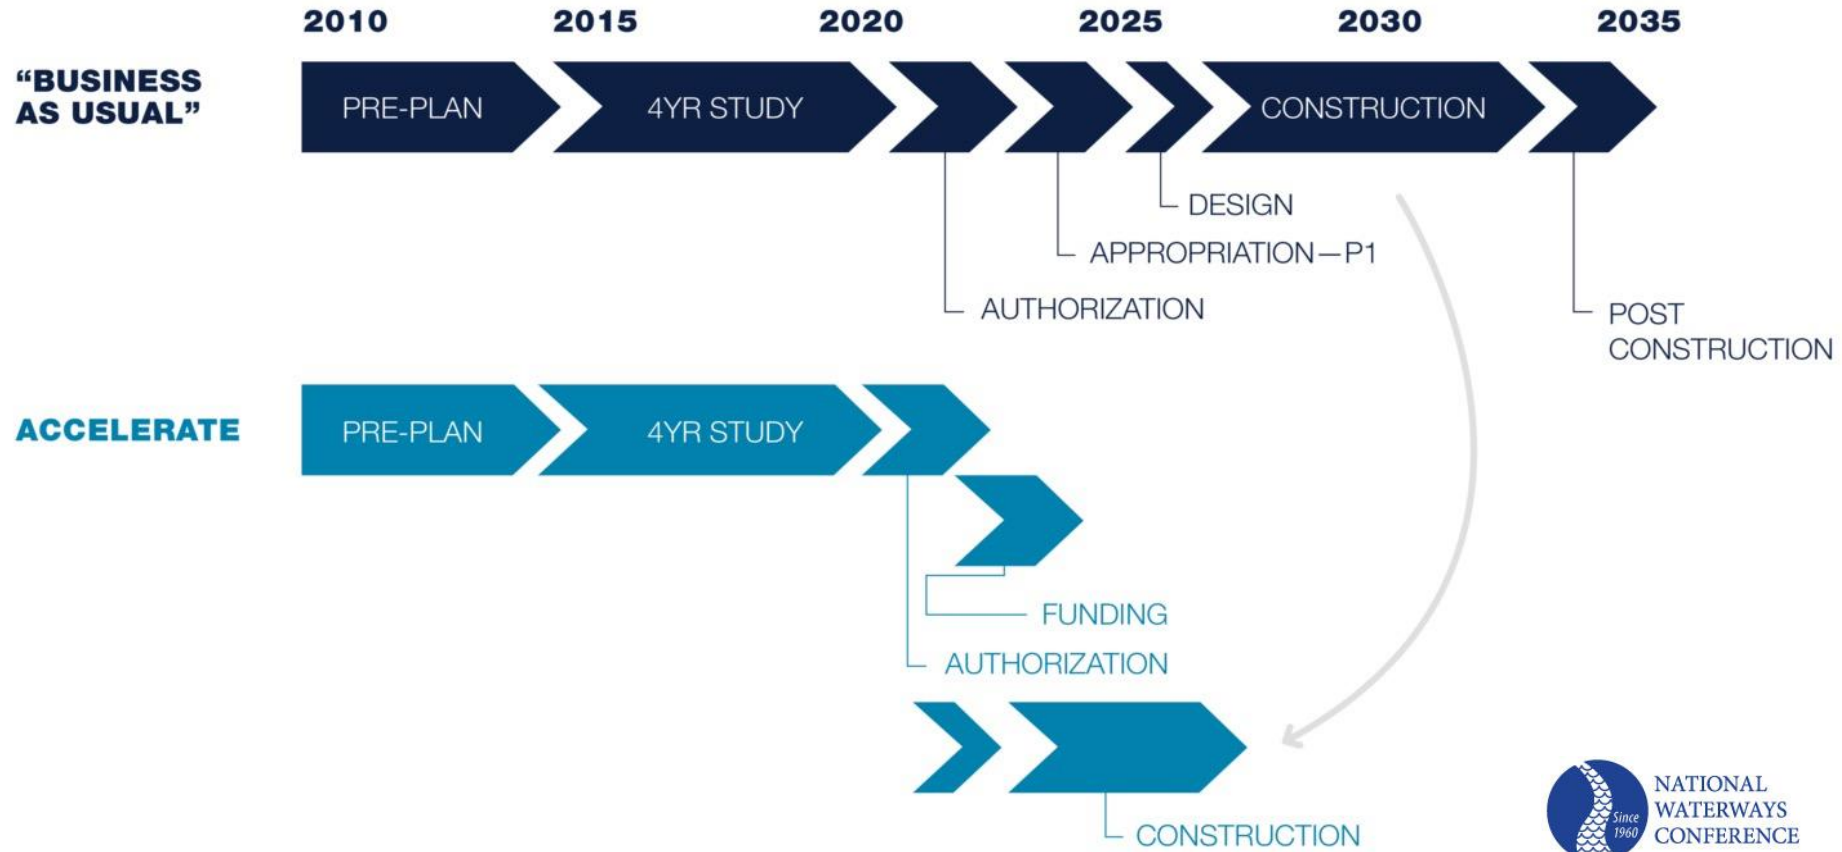 2010 2015 2020 2025 2030 2035
“BUSINESS
AS USUAL”
PRE-PLAN
4YR STUDY
CONSTRUCTION
DESIGN
APPROPRIATION—P1
AUTHORIZATION
POST
CONSTRUCTION
ACCELERATE
PRE-PLAN
4YR STUDY
FUNDING
AUTHORIZATION
CONSTRUCTION
Since
1960
NATIONAL
WATERWAYS
CONFERENCE